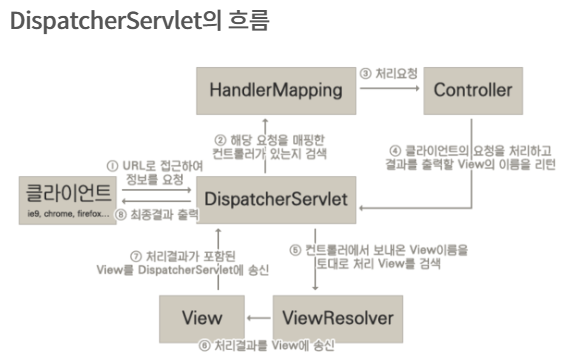 DispatcherServlet의 흐름
HandlerMapping
③ 처리요청
Controller
② 해당 요청을 매핑한
컨트롤러가 있는지 검색
④ 클라이언트의 요청을 처리하고
결과를 출력할 View의 이름을 리턴
① URL로 접근하여
정보를 요청
클라이언트
ie9, chrome, firefox...
⑧ 최종결과 출력
DispatcherServlet
⑦ 처리결과가 포함된
View를 DispatcherServlet에 송신
⑤ 컨트롤러에서 보내온 View이름을
토대로 처리 View를 검색
View
ViewResolver
⑥ 처리결과를 View에 송신